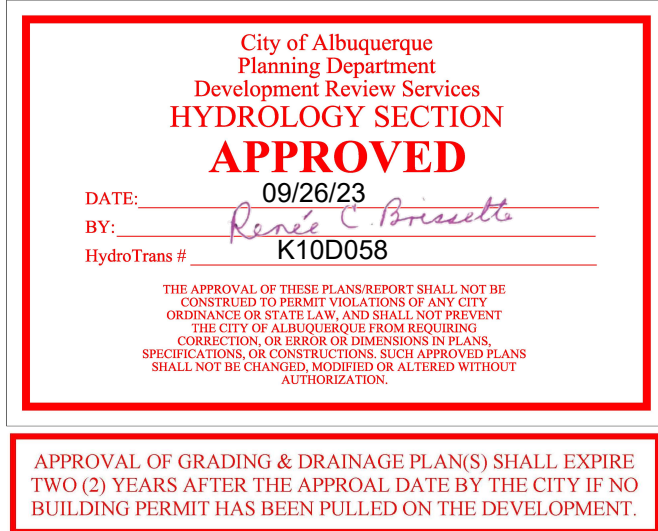 City of Albuquerque
Planning Department
Development Review Services
HYDROLOGY SECTION
APPROVED
DATE: 09/26/23
BY: Renée C. Brissette
HydroTrans # K10D058
THE APPROVAL OF THESE PLANS/REPORT SHALL NOT BE
CONSTRUED TO PERMIT VIOLATIONS OF ANY CITY
ORDINANCE OR STATE LAW, AND SHALL NOT PREVENT
THE CITY OF ALBUQUERQUE FROM REQUIRING
CORRECTION, OR ERROR OR DIMENSIONS IN PLANS,
SPECIFICATIONS, OR CONSTRUCTIONS. SUCH APPROVED PLANS
SHALL NOT BE CHANGED, MODIFIED OR ALTERED WITHOUT
AUTHORIZATION.
APPROVAL OF GRADING & DRAINAGE PLAN(S) SHALL EXPIRE
TWO (2) YEARS AFTER THE APPROAL DATE BY THE CITY IF NO
BUILDING PERMIT HAS BEEN PULLED ON THE DEVELOPMENT.